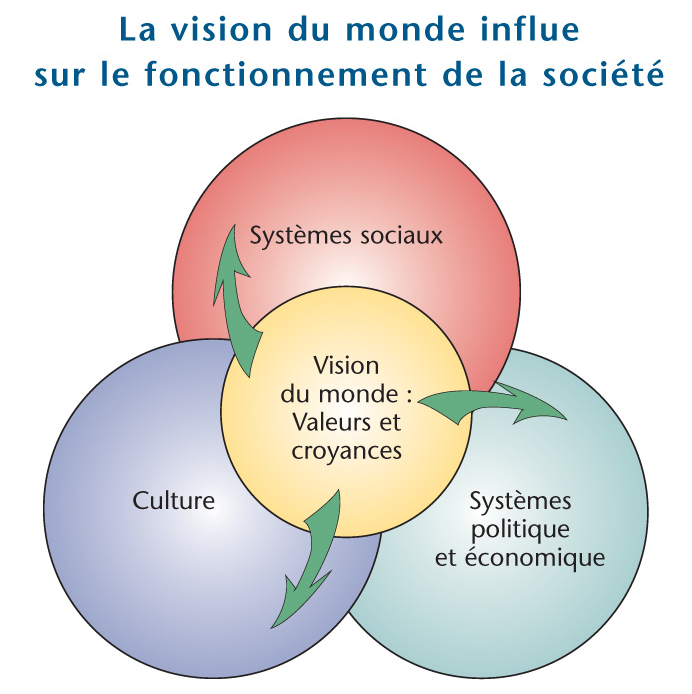 La vision du monde influe
sur le fonctionnement de la société
Systèmes sociaux
Vision
du monde :
Valeurs et
croyances
Culture
Systèmes
politique
et économique